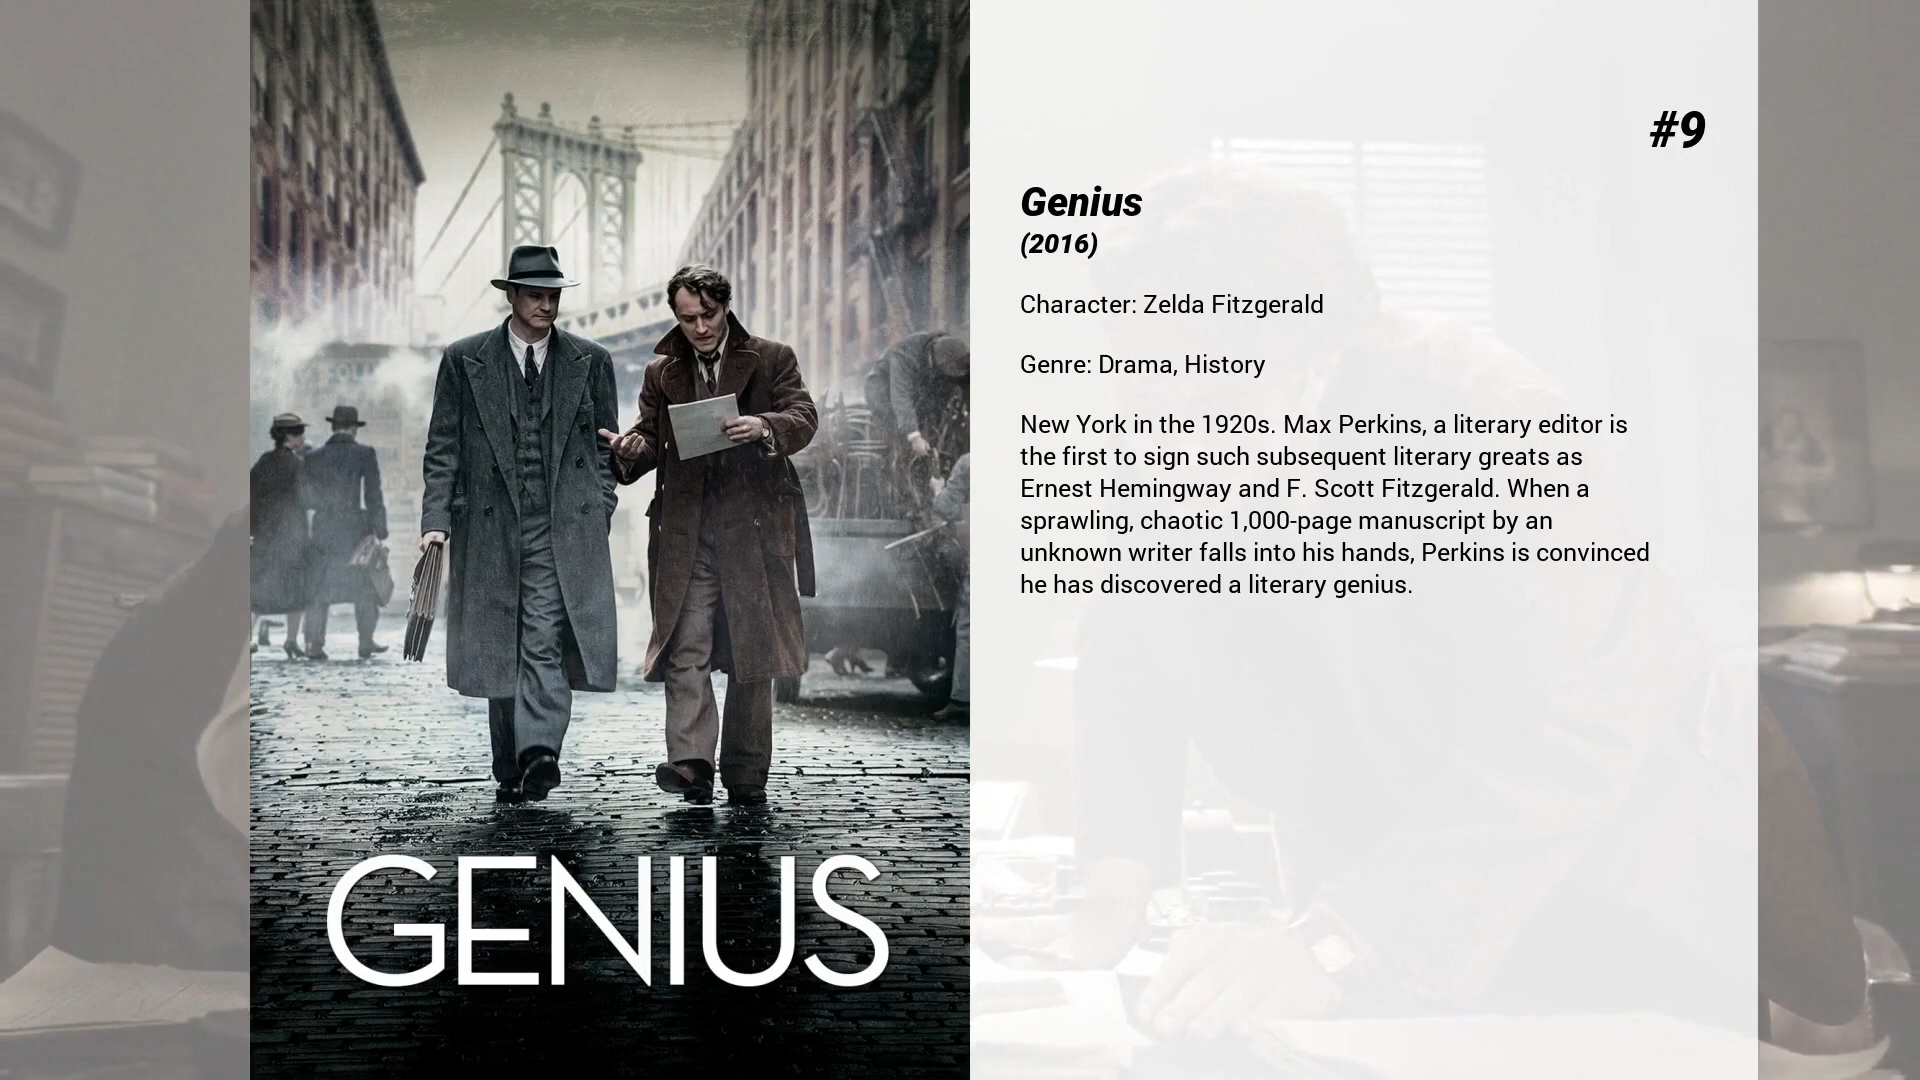 #9
Genius
(2016)
Character: Zelda Fitzgerald
Genre: Drama, History
New York in the 1920s. Max Perkins, a literary editor is
the first to sign such subsequent literary greats as
Ernest Hemingway and F. Scott Fitzgerald. When a
sprawling, chaotic 1,000-page manuscript by an
unknown writer falls into his hands, Perkins is convinced
he has discovered a literary genius.
GENIUS